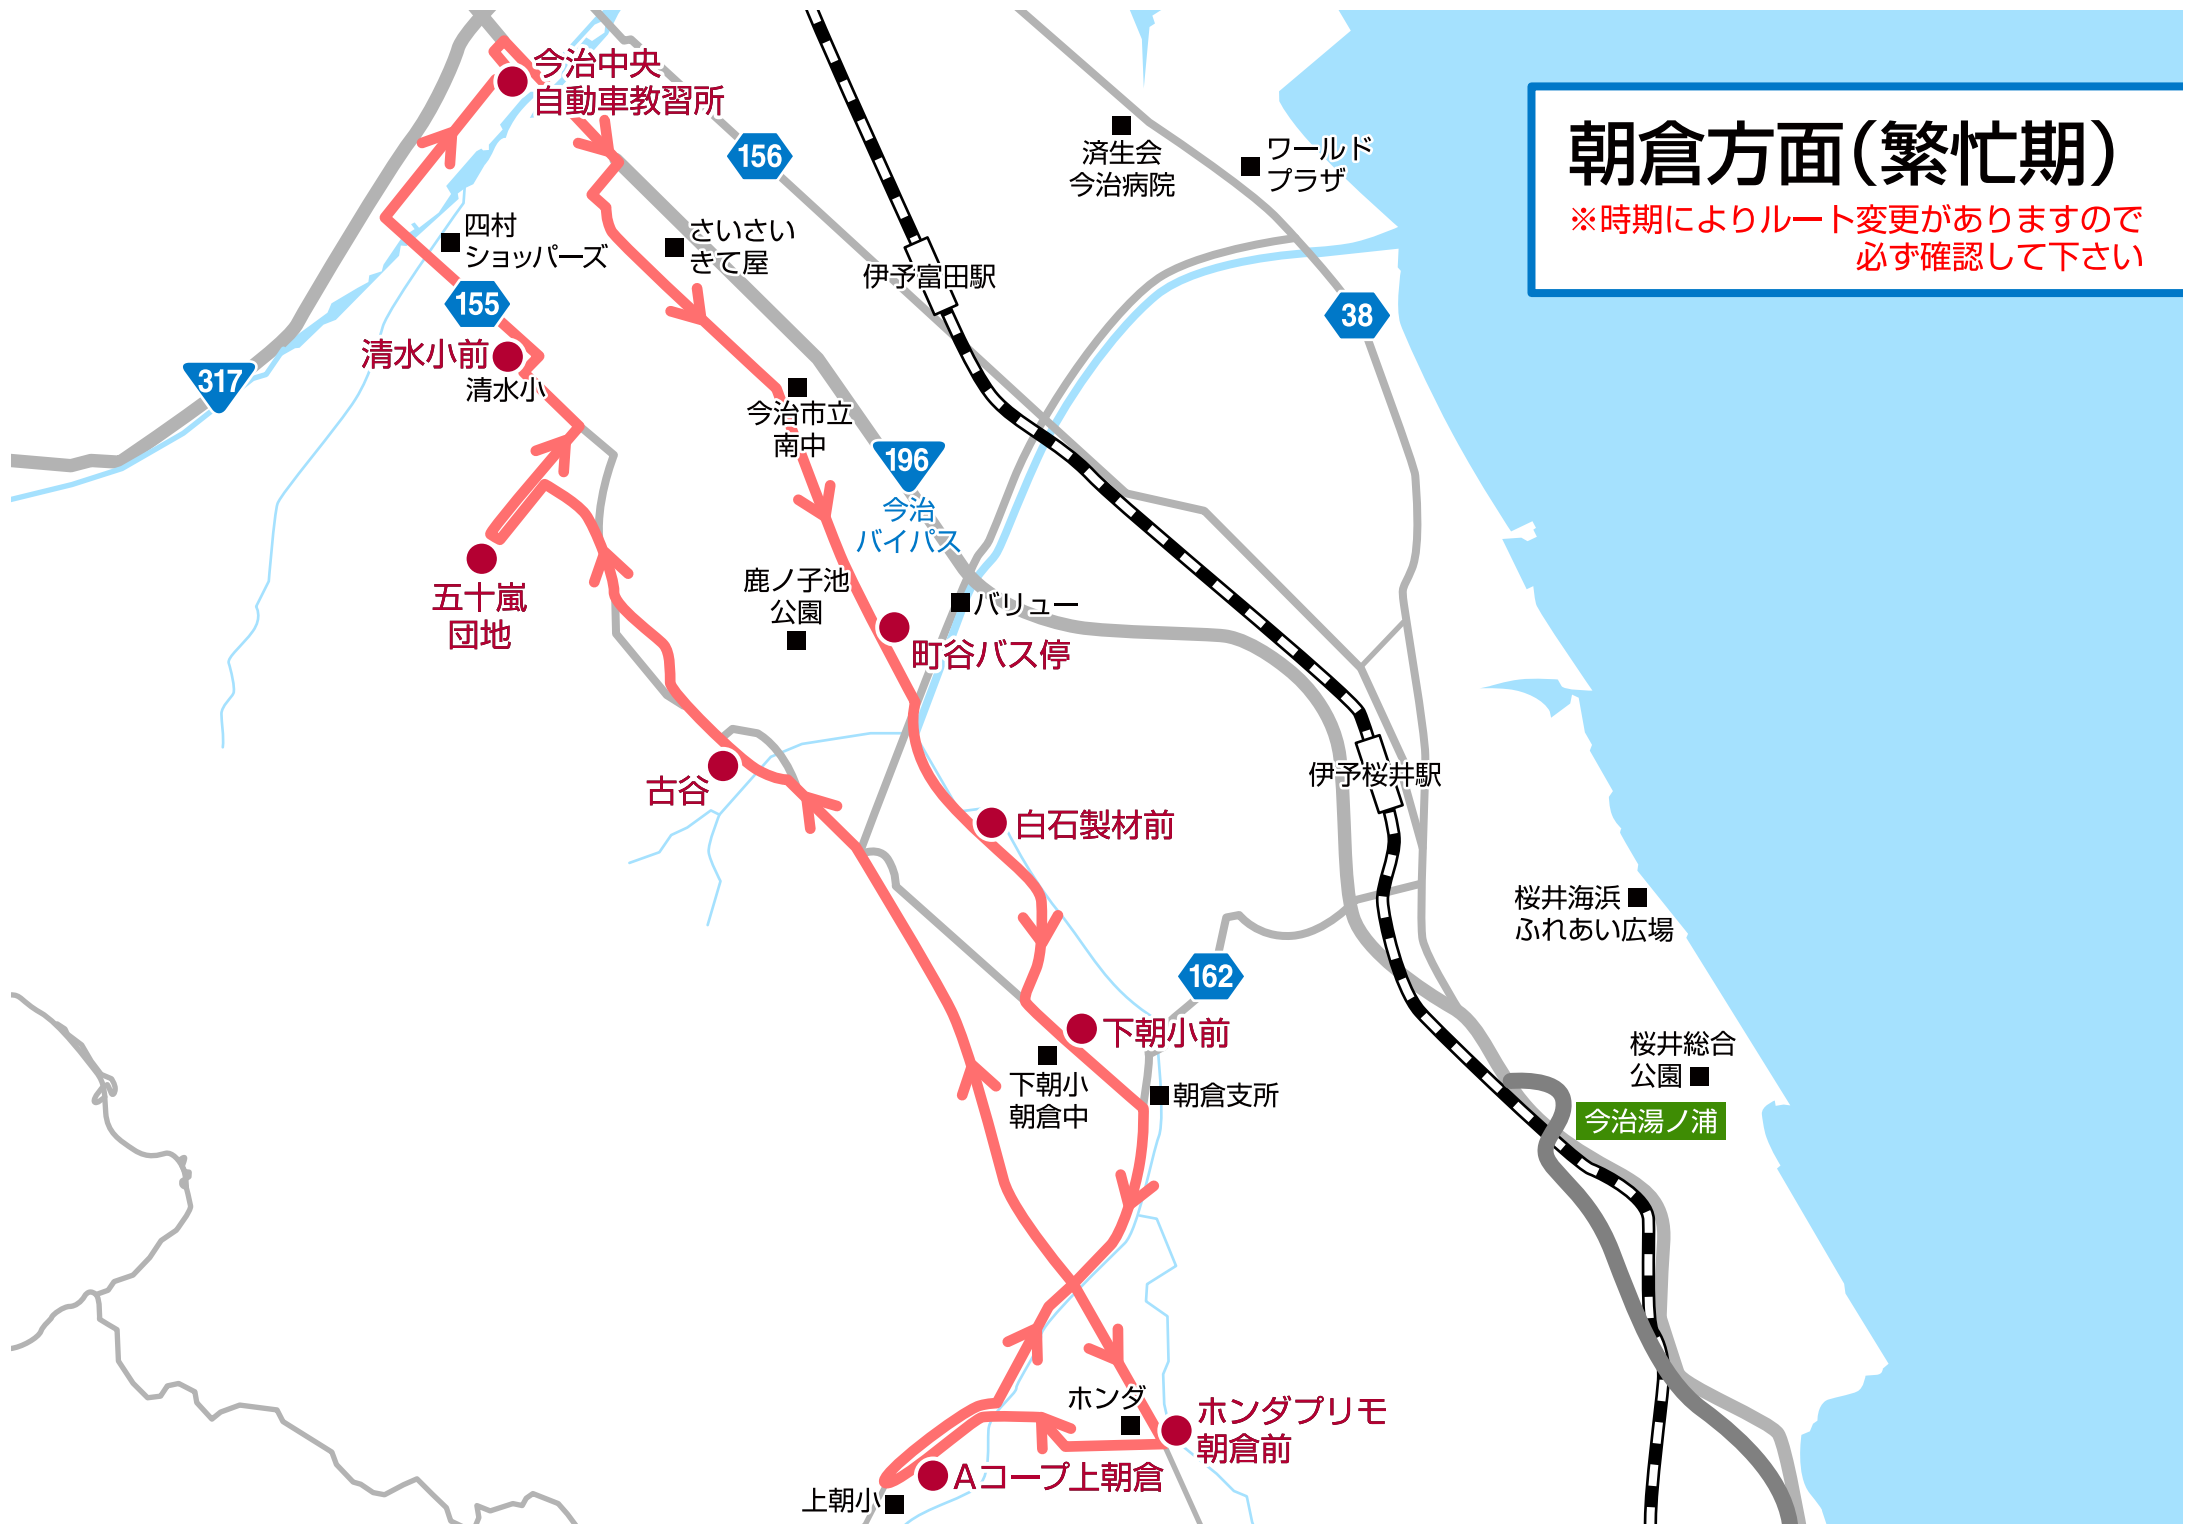 今治中央
自動車教習所
156
済生会
今治病院
ワールド
プラザ
朝倉方面(繁忙期)
※時期によりルート変更がありますので
必ず確認して下さい
四村
ショッパーズ
さいさい
きて屋
伊予富田駅
155
38
清水小前
清水小
317
今治市立
南中
196
今治
バイパス
五十嵐
団地
鹿ノ子池
公園
バリュー
町谷バス停
古谷
伊予桜井駅
白石製材前
桜井海浜
ふれあい広場
162
下朝小前
下朝小
朝倉中
朝倉支所
桜井総合
公園
今治湯ノ浦
ホンダ
ホンダプリモ
朝倉前
Aコープ上朝倉
上朝小